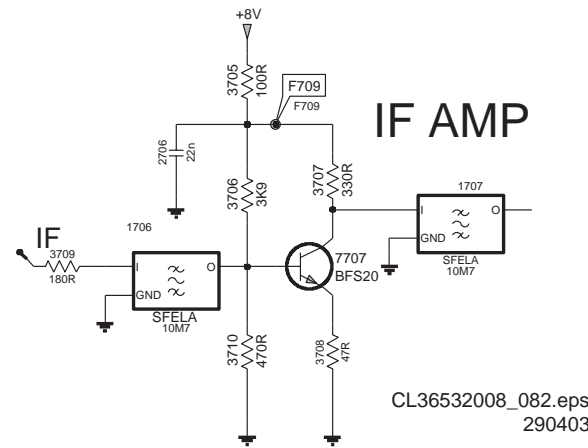 +8V
3705
100R
F709
F709
IF AMP
2706
22n
3706
3K9
3707
330R
1707
I
O
GND
SFELA
10M7
IF
3709
180R
1706
I
O
GND
SFELA
10M7
7707
BFS20
3710
470R
3708
47R
CL36532008_082.eps
290403